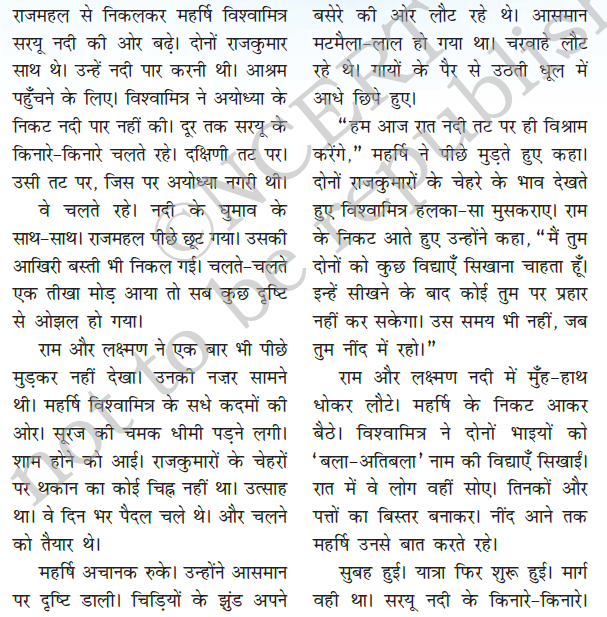 राजमहल से निकलकर महर्षि विश्वामित्र
सरयू नदी की ओर बढ़े। दोनों राजकुमार
साथ थे। उन्हें नदी पार करनी थी। आश्रम
पहुँचने के लिए। विश्वामित्र ने अयोध्या के
निकट नदी पार नहीं की। दूर तक सरयू के
किनारे-किनारे चलते रहे। दक्षिणी तट पर।
उसी तट पर, जिस पर अयोध्या नगरी थी।
वे चलते रहे। नदी के घुमाव के
साथ-साथ। राजमहल पीछे छूट गया। उसकी
आखिरी बस्ती भी निकल गई। चलते-चलते
एक तीखा मोड़ आया तो सब कुछ दृष्टि
से ओझल हो गया।
राम और लक्ष्मण ने एक बार भी पीछे
मुड़कर नहीं देखा। उनकी नज़र सामने
थी। महर्षि विश्वामित्र के सधे कदमों की
ओर। सूरज की चमक धीमी पड़ने लगी।
शाम होने को आई। राजकुमारों के चेहरों
पर थकान का कोई चिह्न नहीं था। उत्साह
था। वे दिन भर पैदल चले थे। और चलने
को तैयार थे।
महर्षि अचानक रुके। उन्होंने आसमान
पर दृष्टि डाली। चिड़ियों के झुंड अपने
बसेरे की ओर लौट रहे थे। आसमान
मटमैला-लाल हो गया था। चरवाहे लौट
रहे थे। गायों के पैर से उठती धूल में
आधे छिपे हुए।
“हम आज रात नदी तट पर ही विश्राम
करेंगे,” महर्षि ने पीछे मुड़ते हुए कहा।
दोनों राजकुमारों के चेहरे के भाव देखते
हुए विश्वामित्र हलका-सा मुसकराए। राम
के निकट आते हुए उन्होंने कहा, “मैं तुम
दोनों को कुछ विद्याएँ सिखाना चाहता हूँ।
इन्हें सीखने के बाद कोई तुम पर प्रहार
नहीं कर सकेगा। उस समय भी नहीं, जब
तुम नींद में रहो।”
राम और लक्ष्मण नदी में मुँह-हाथ
धोकर लौटे। महर्षि के निकट आकर
बैठे। विश्वामित्र ने दोनों भाइयों को
‘बला-अतिबला’ नाम की विद्याएँ सिखाईं।
रात में वे लोग वहीं सोए। तिनकों और
पत्तों का बिस्तर बनाकर। नींद आने तक
महर्षि उनसे बात करते रहे।
सुबह हुई। यात्रा फिर शुरू हुई। मार्ग
वही था। सरयू नदी के किनारे-किनारे।
©NCERT
not to be republish